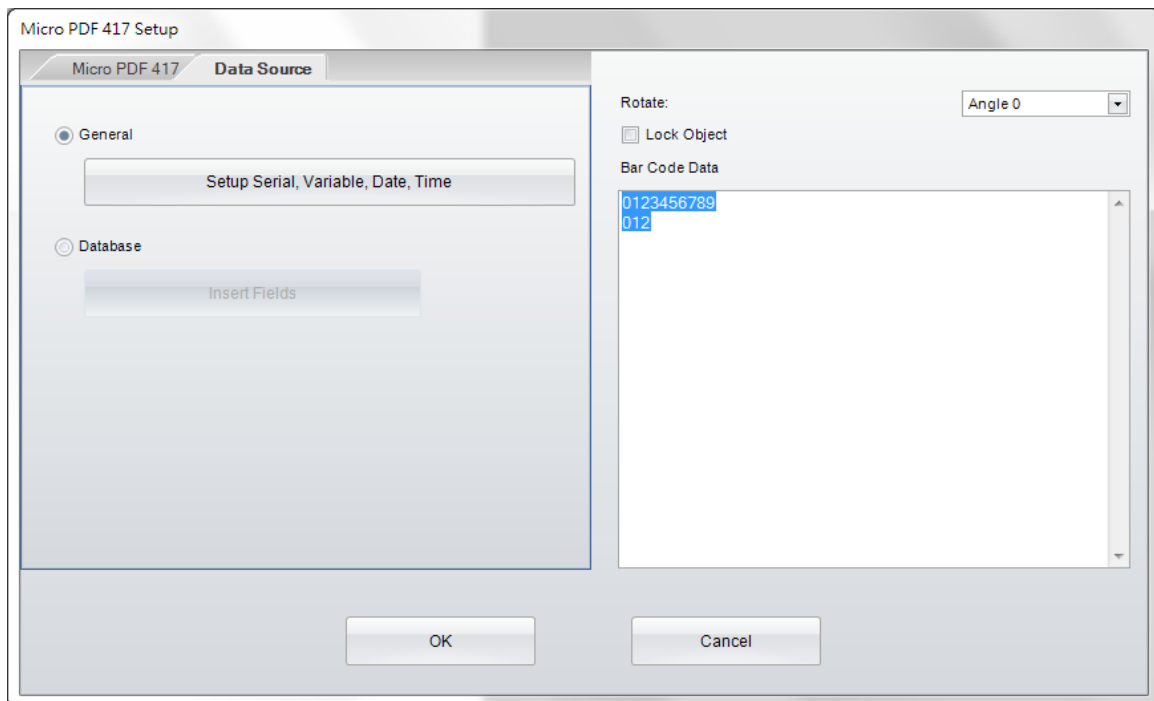 Micro PDF 417 Setup
Micro PDF 417
Data Source
General
Setup Serial, Variable, Date, Time
Database
Insert Fields
Rotate:
Angle 0
Lock Object
Bar Code Data
0123456789
012
OK
Cancel